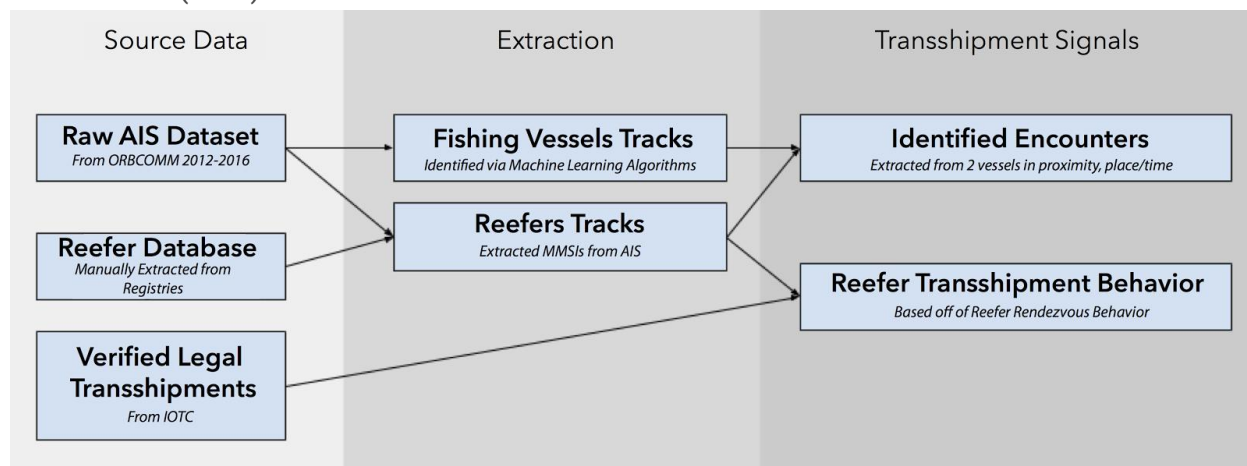 Source Data
Extraction
Transshipment Signals
Raw AIS Dataset
From ORBCOMM 2012-2016
Fishing Vessels Tracks
Identified via Machine Learning Algorithms
Identified Encounters
Extracted from 2 vessels in proximity, place/time
Reefer Database
Manually Extracted from
Registries
Reefers Tracks
Extracted MMSIs from AIS
Reefer Transshipment Behavior
Based off of Reefer Rendezvous Behavior
Verified Legal
Transshipments
From IOTC